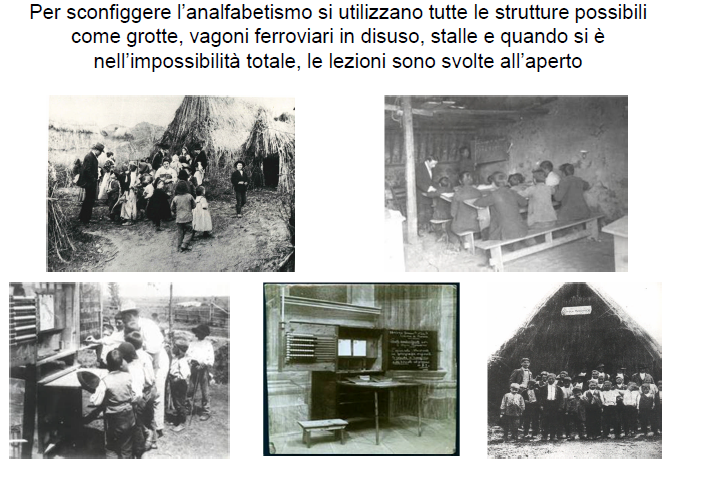 Per sconfiggere l’analfabetismo si utilizzano tutte le strutture possibili
come grotte, vagoni ferroviari in disuso, stalle e quando si è
nell’impossibilità totale, le lezioni sono svolte all’aperto